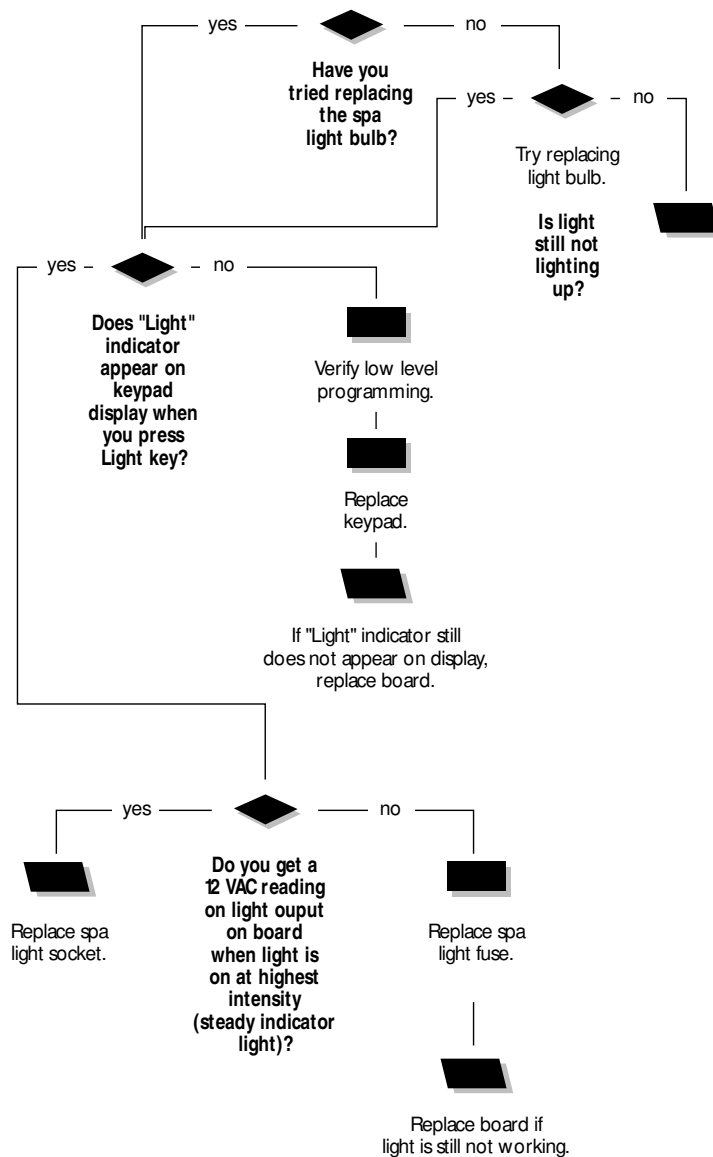 yes
no
Have you
tried replacing
the spa
light bulb?
yes
no
Try replacing
light bulb.
Is light
still not
lighting
up?
yes
no
Does "Light"
indicator
appear on
keypad
display when
you press
Light key?
Verify low level
programming.
Replace
keypad.
If "Light" indicator still
does not appear on display,
replace board.
yes
no
Do you get a
12 VAC reading
on light ouput
on board
when light is
on at highest
intensity
(steady indicator
light)?
Replace spa
light socket.
Replace spa
light fuse.
Replace board if
light is still not working.